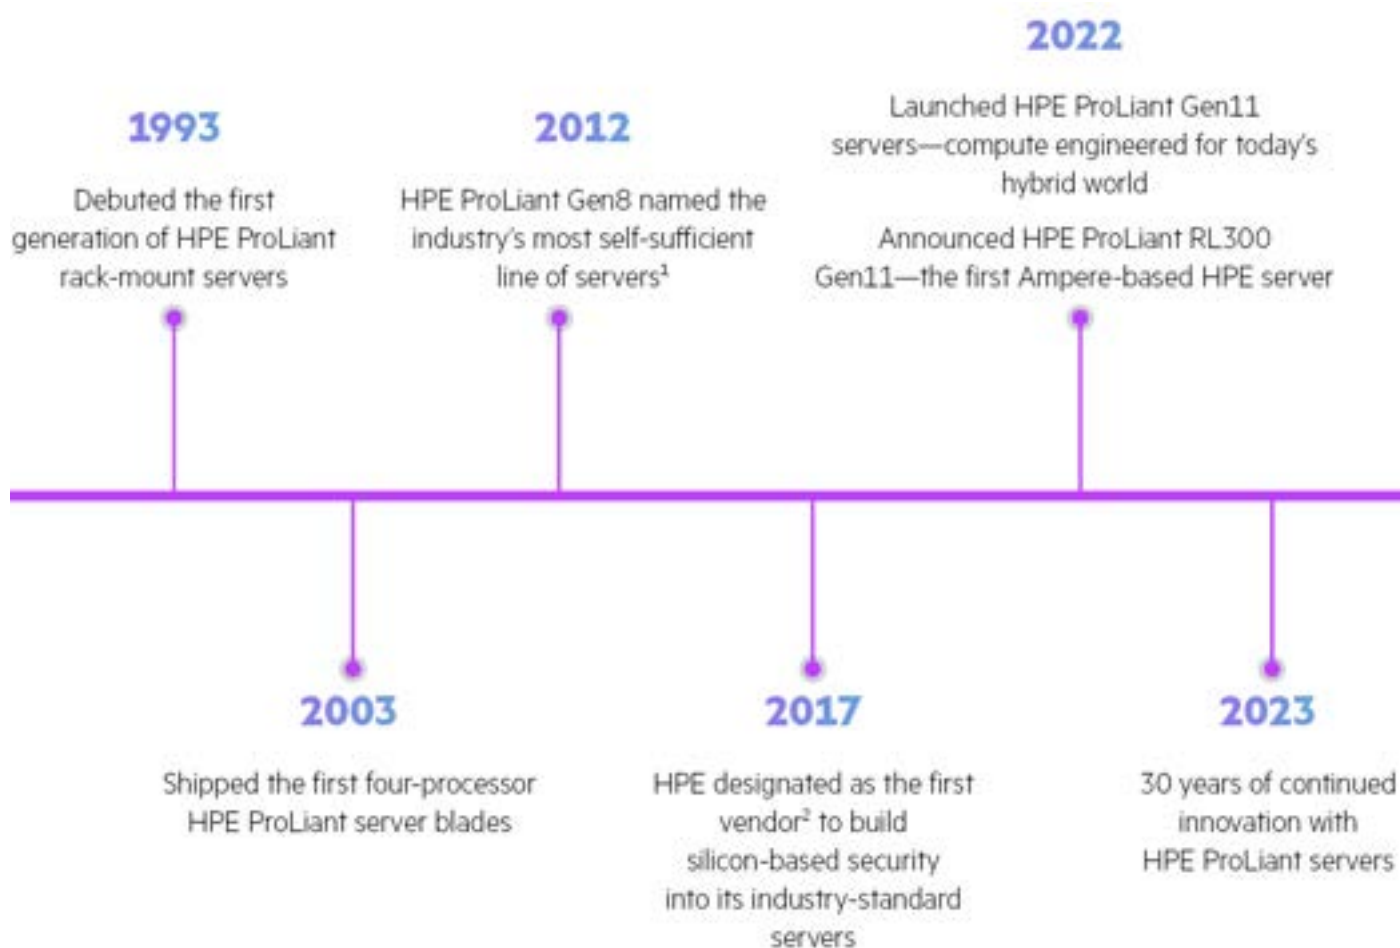 1993
Debuted the first
generation of HPE ProLiant
rack-mount servers
2003
Shipped the first four-processor
HPE ProLiant server blades
2012
HPE ProLiant Gen8 named the
industry's most self-sufficient
line of servers¹
2017
HPE designated as the first
vendor² to build
silicon-based security
into its industry-standard
servers
2022
Launched HPE ProLiant Gen11
servers—compute engineered for today's
hybrid world
Announced HPE ProLiant RL300
Gen11—the first Ampere-based HPE server
2023
30 years of continued
innovation with
HPE ProLiant servers